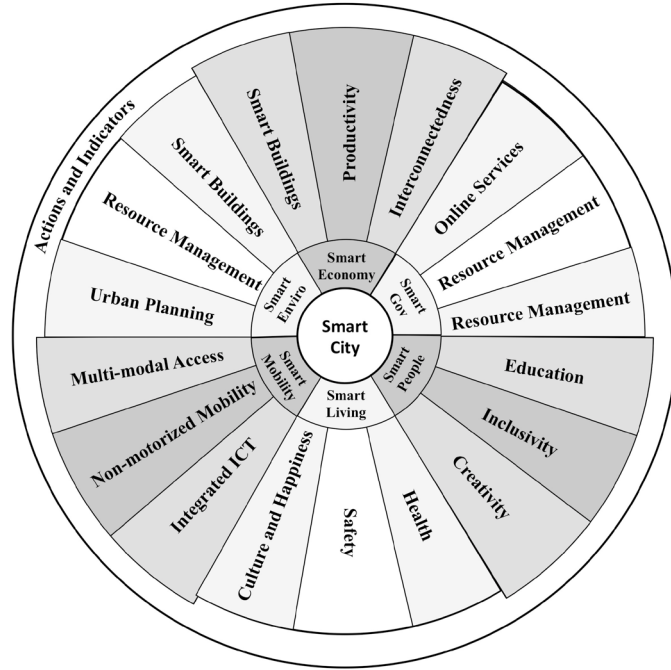 Actions and Indicators
Smart Buildings
Productivity
Interconnectedness
Online Services
Resource Management
Resource Management
Education
Inclusivity
Creativity
Health
Safety
Culture and Happiness
Integrated ICT
Non-motorized Mobility
Multi-modal Access
Urban Planning
Resource Management
Smart Buildings
Smart
Economy
Smart
Gov
Smart
People
Smart
Living
Smart
Mobility
Smart
Enviro
Smart
City